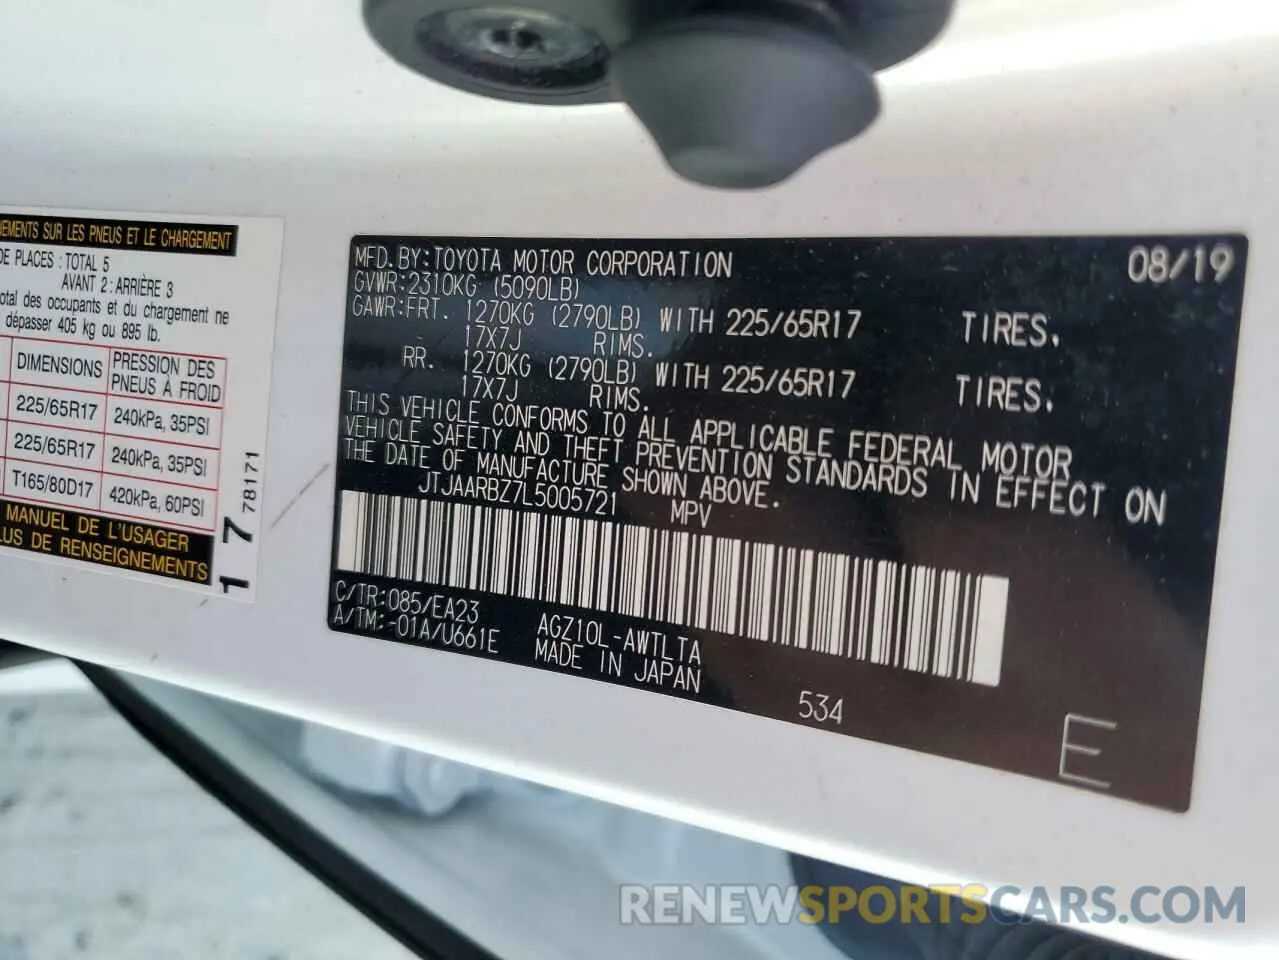 NEMENTS SUR LES PNEUS ET LE CHARGEMENT
DE PLACES : TOTAL 5
AVANT 2 : ARRIÈRE 3
total des occupants et du chargement ne
dépasser 405 kg ou 895 lb.
DIMENSIONS PRESSION DES PNEUS À FROID
225/65R17 240kPa, 35PSI
225/65R17 240kPa, 35PSI
T165/80D17 420kPa, 60PSI
MANUEL DE L'USAGER
LUS DE RENSEIGNEMENTS
17 78171
MFD.BY:TOYOTA MOTOR CORPORATION 08/19
GVWR:2310KG (5090LB)
GAWR:FRT. 1270KG (2790LB) WITH 225/65R17 TIRES.
17X7J RIMS.
RR. 1270KG (2790LB) WITH 225/65R17 TIRES.
17X7J RIMS.
THIS VEHICLE CONFORMS TO ALL APPLICABLE FEDERAL MOTOR
VEHICLE SAFETY AND THEFT PREVENTION STANDARDS IN EFFECT ON
THE DATE OF MANUFACTURE SHOWN ABOVE.
JTJAARBZ7L5005721 MPV
C/TR:085/EA23 AGZ10L-AWTLTA
A/TM:-01A/U661E MADE IN JAPAN
534
E
RENEWSPORTSCARS.COM